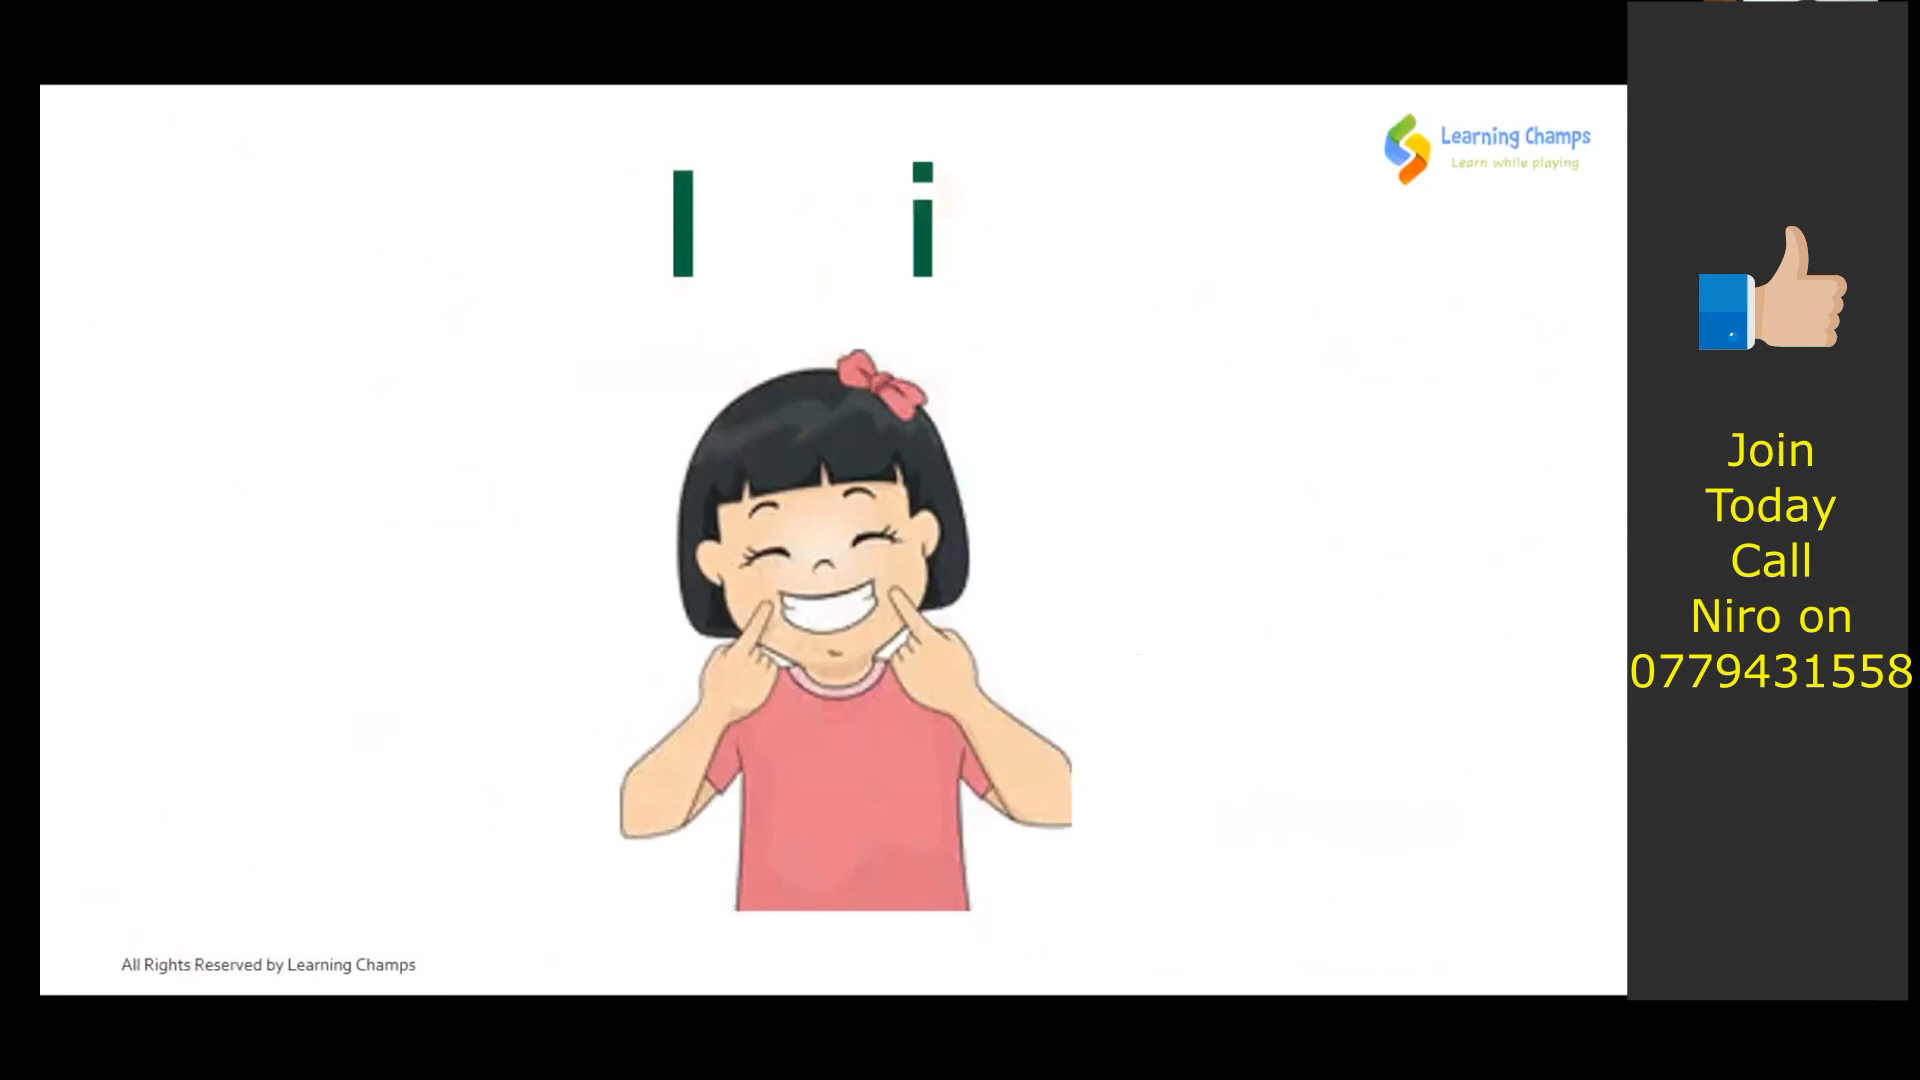 I i
Learning Champs
Learn while playing
Join
Today
Call
Niro on
0779431558
All Rights Reserved by Learning Champs